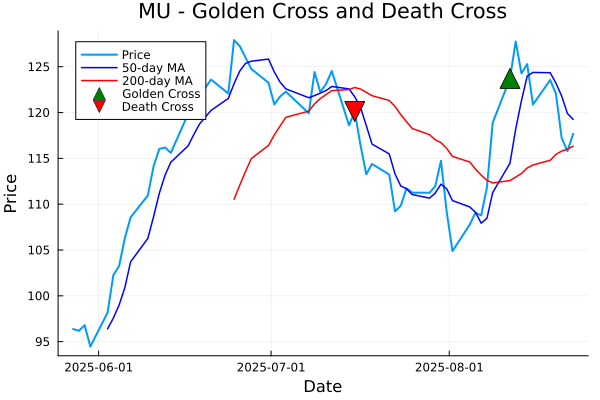 MU - Golden Cross and Death Cross
Price
50-day MA
200-day MA
Golden Cross
Death Cross
125
120
115
110
105
100
95
Price
2025-06-01
2025-07-01
2025-08-01
Date